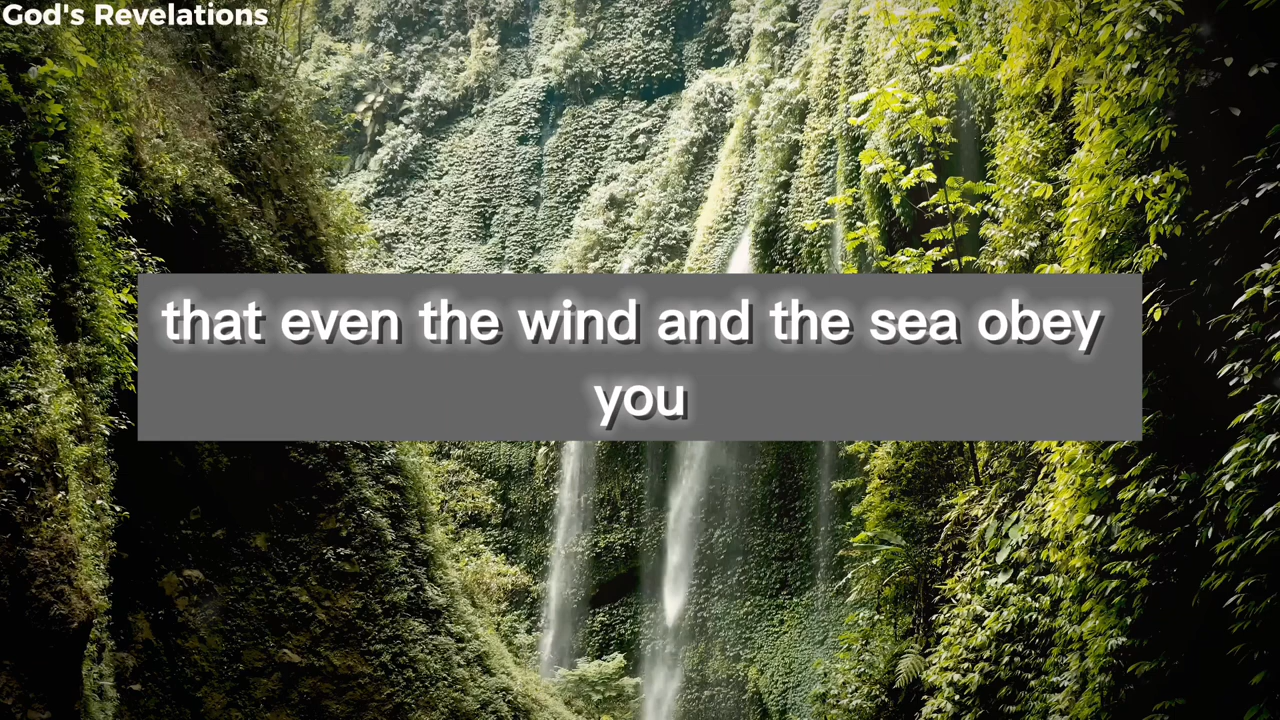 God's Revelations
that even the wind and the sea obey
you